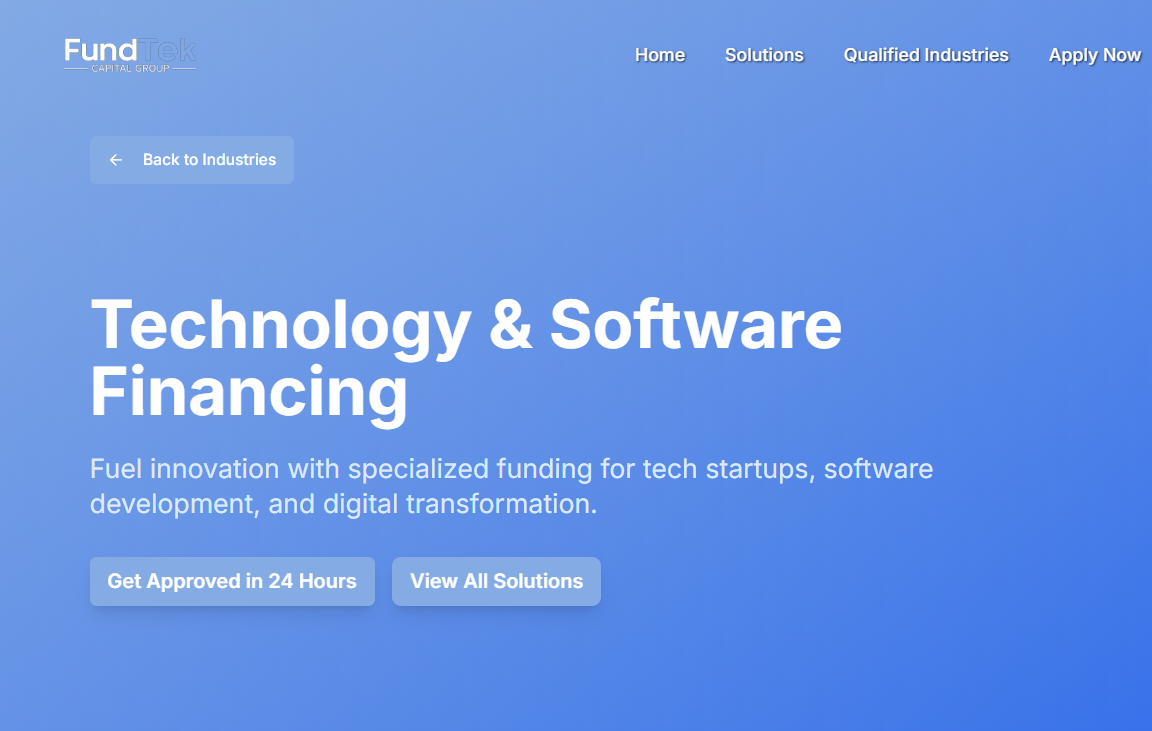 FundTek
CAPITAL GROUP
Home Solutions Qualified Industries Apply Now
Back to Industries
Technology & Software
Financing
Fuel innovation with specialized funding for tech startups, software
development, and digital transformation.
Get Approved in 24 Hours View All Solutions